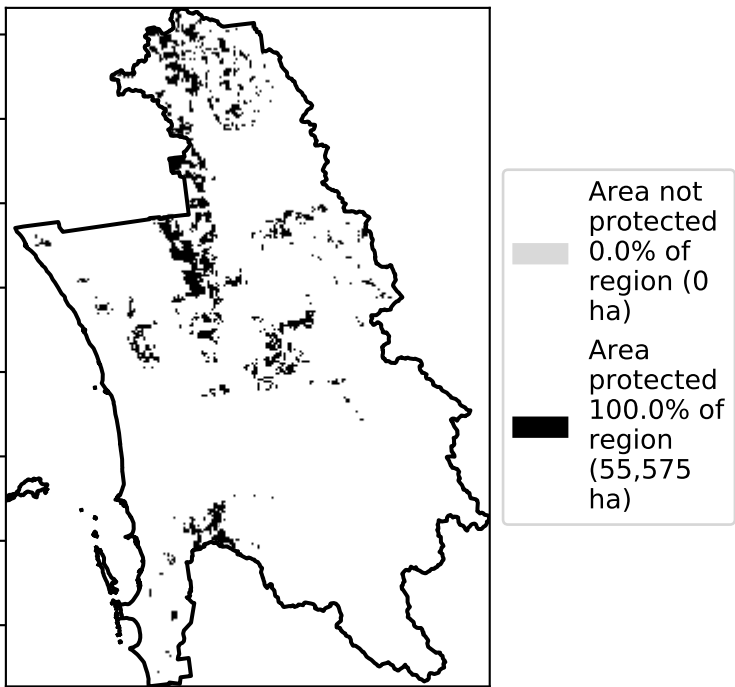 Area not
protected
0.0% of
region (0
ha)
Area
protected
100.0% of
region
(55,575
ha)